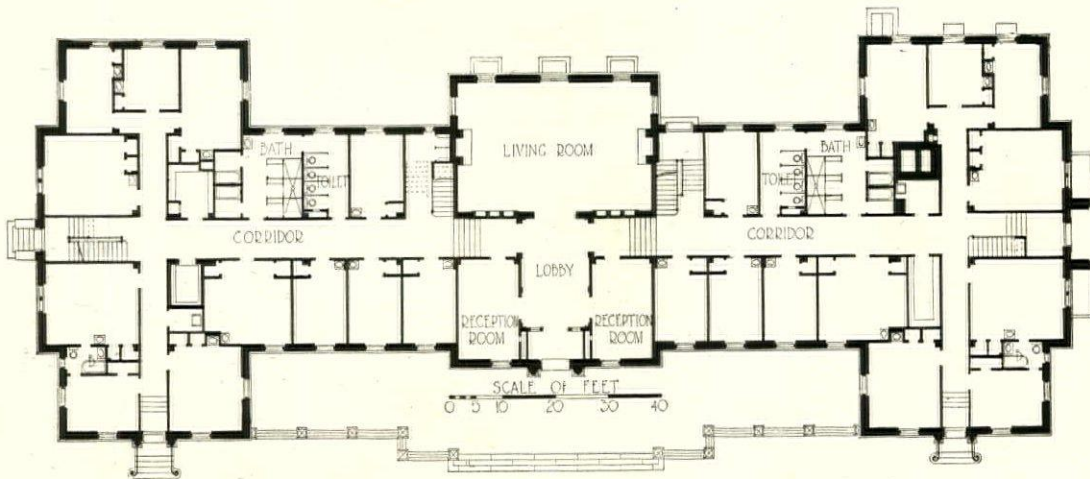 BATH
TOILET
LIVING ROOM
TOILET
BATH
CORRIDOR
CORRIDOR
LOBBY
RECEPTION
ROOM
RECEPTION
ROOM
B
B
SCALE OF FEET
0 5 10 20 30 40